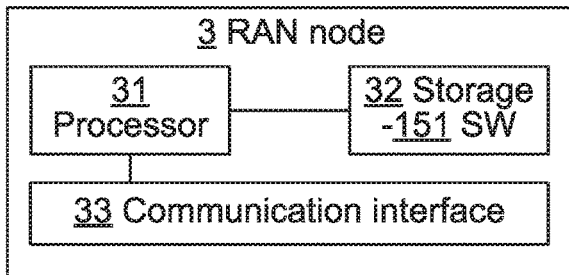 3 RAN node
31
Processor
32 Storage
-151 SW
33 Communication interface